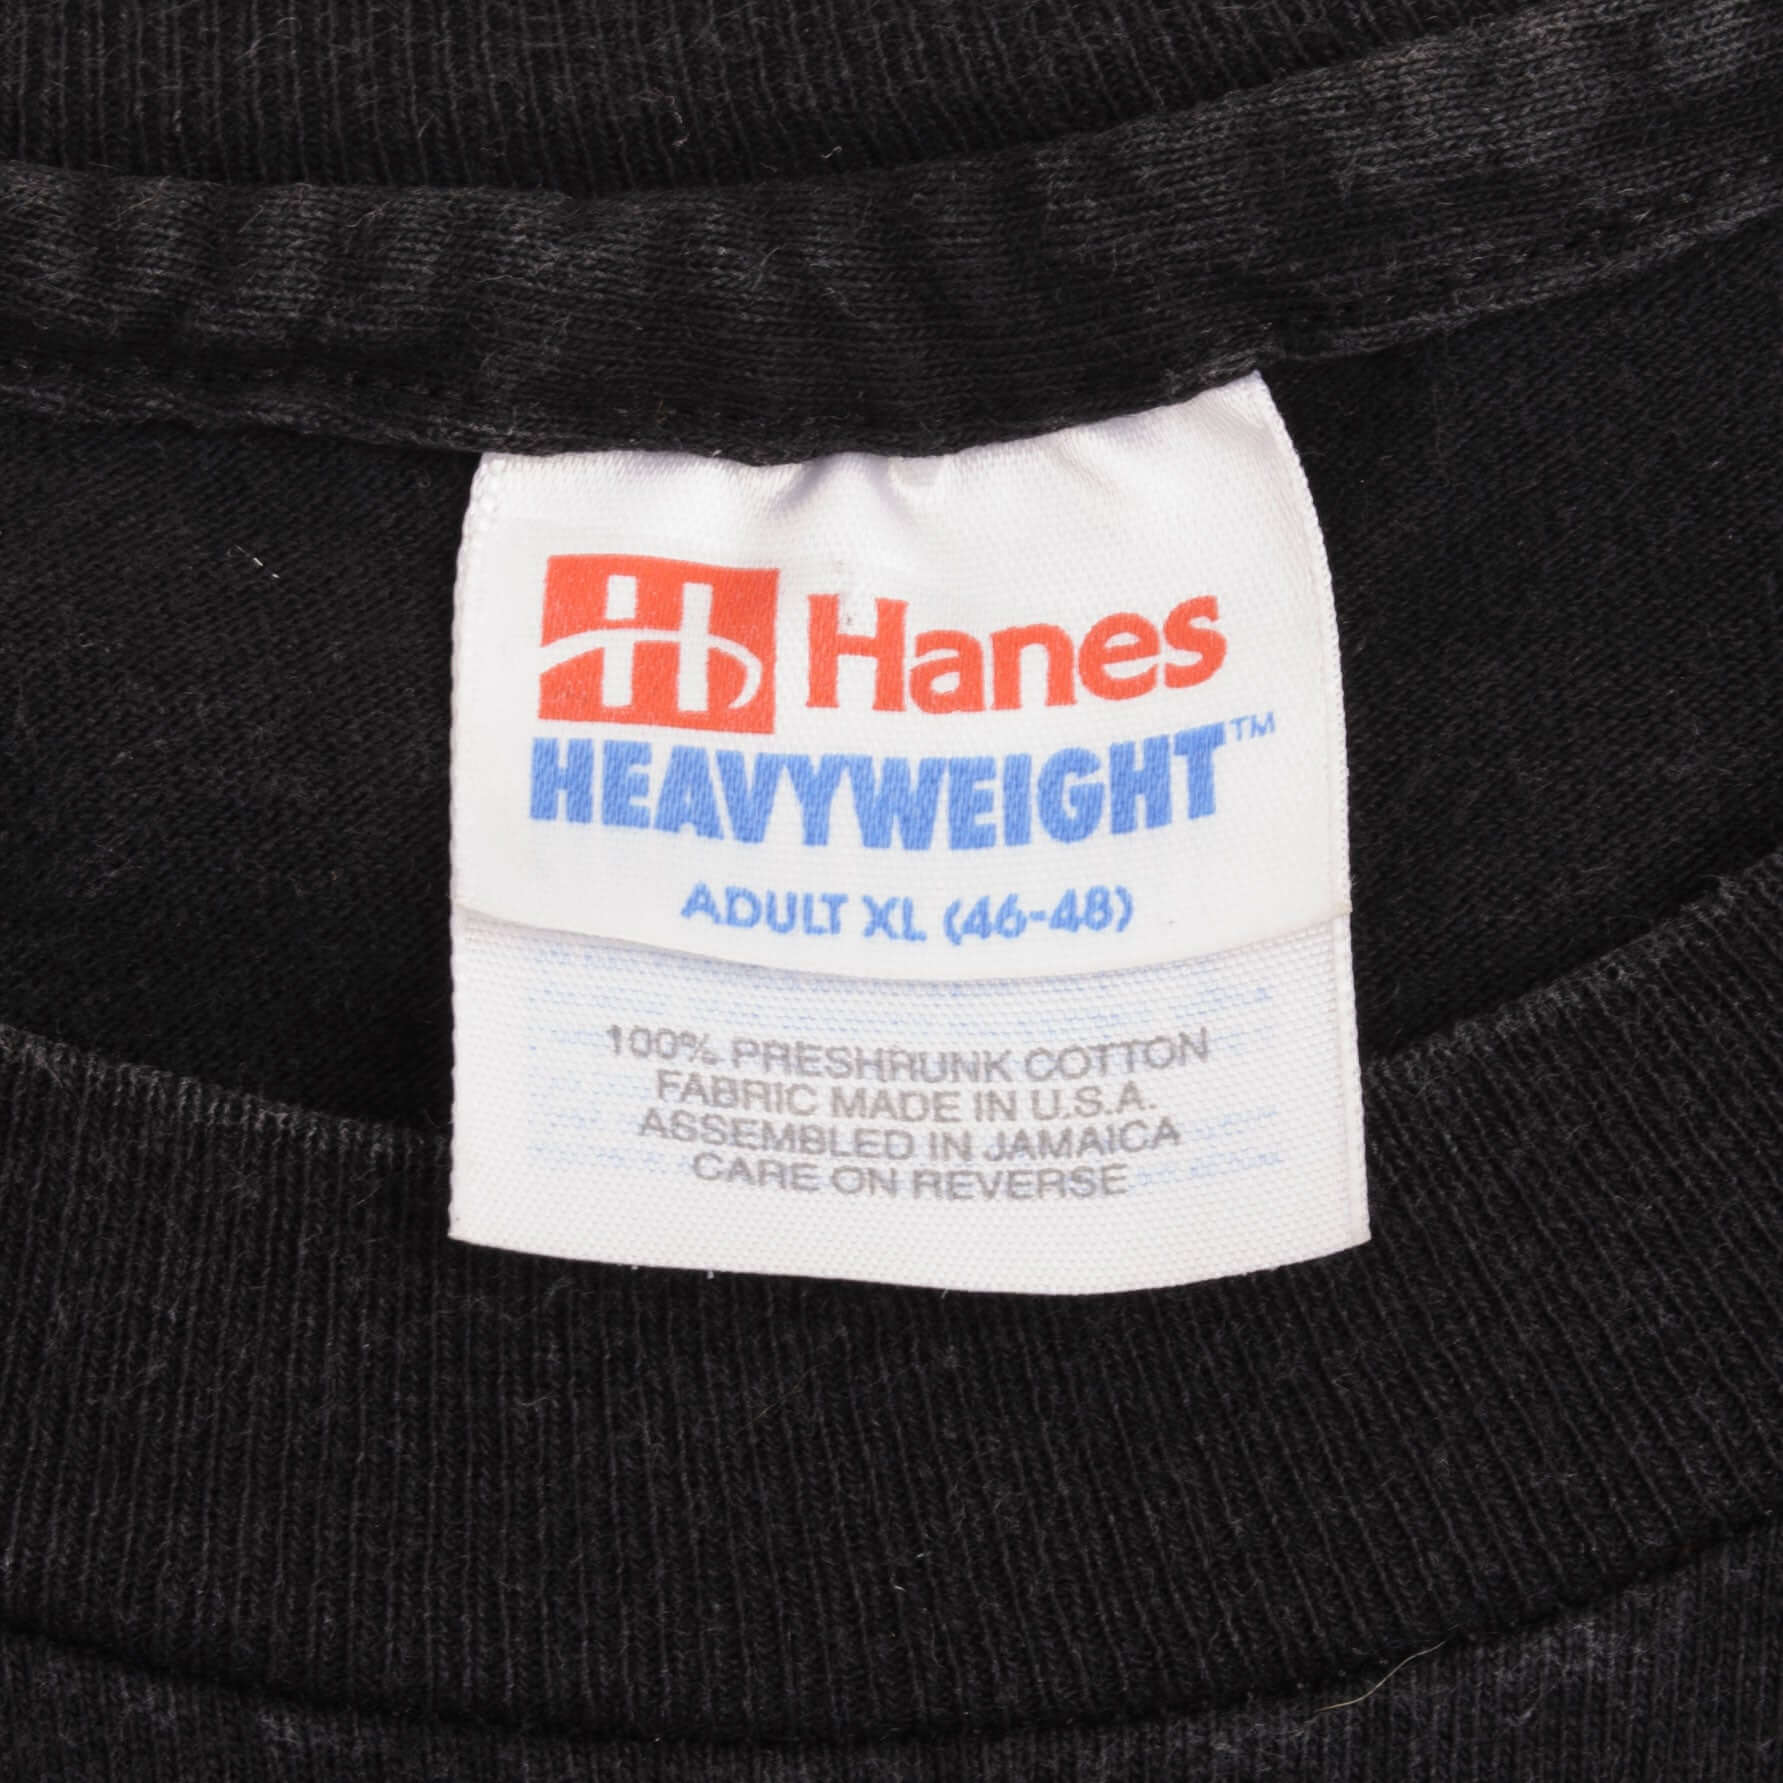 H Hanes
HEAVYWEIGHT™
ADULT XL (46-48)
100% PRESHRUNK COTTON
FABRIC MADE IN U.S.A.
ASSEMBLED IN JAMAICA
CARE ON REVERSE